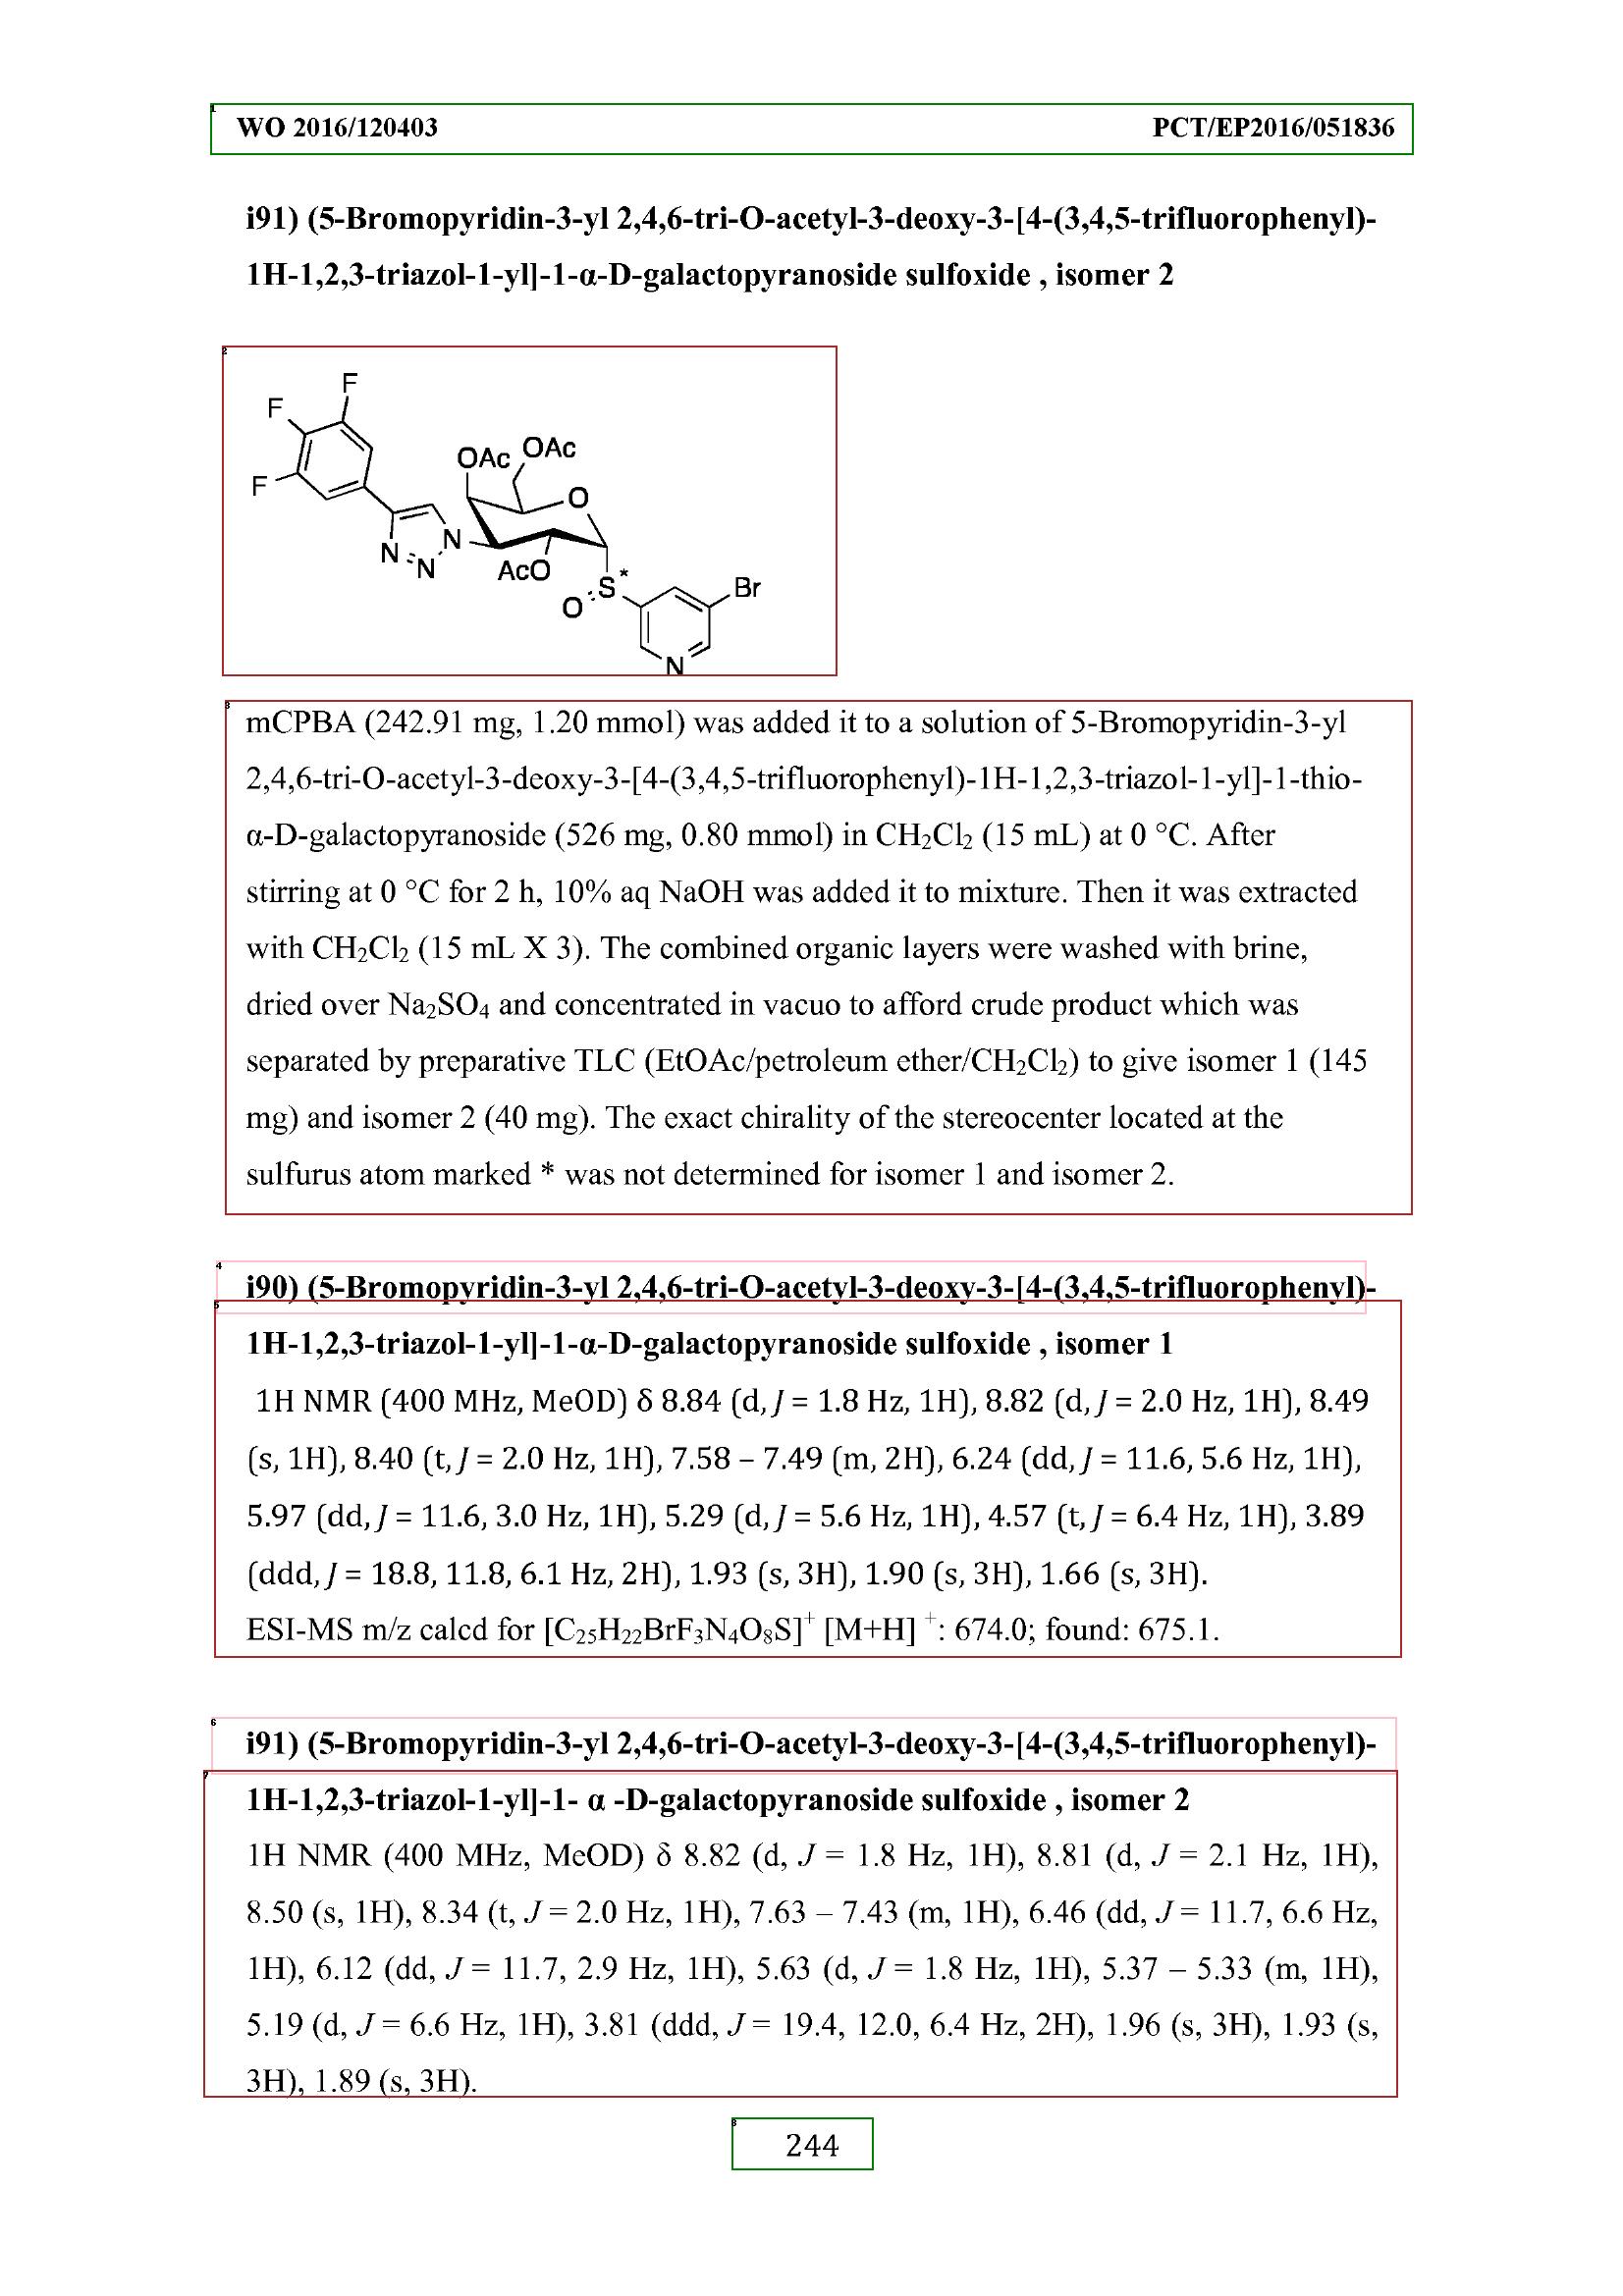 WO 2016/120403 PCT/EP2016/051836
i91) (5-Bromopyridin-3-yl 2,4,6-tri-O-acetyl-3-deoxy-3-[4-(3,4,5-trifluorophenyl)-
1H-1,2,3-triazol-1-yl]-1-α-D-galactopyranoside sulfoxide , isomer 2
2
F
F
F
OAc
OAc
O
N
N
N
AcO
S*
O
Br
N
3
mCPBA (242.91 mg, 1.20 mmol) was added it to a solution of 5-Bromopyridin-3-yl
2,4,6-tri-O-acetyl-3-deoxy-3-[4-(3,4,5-trifluorophenyl)-1H-1,2,3-triazol-1-yl]-1-thio-
α-D-galactopyranoside (526 mg, 0.80 mmol) in CH₂Cl₂ (15 mL) at 0 °C. After
stirring at 0 °C for 2 h, 10% aq NaOH was added it to mixture. Then it was extracted
with CH₂Cl₂ (15 mL X 3). The combined organic layers were washed with brine,
dried over Na₂SO₄ and concentrated in vacuo to afford crude product which was
separated by preparative TLC (EtOAc/petroleum ether/CH₂Cl₂) to give isomer 1 (145
mg) and isomer 2 (40 mg). The exact chirality of the stereocenter located at the
sulfurus atom marked * was not determined for isomer 1 and isomer 2.
4
i90) (5-Bromopyridin-3-yl 2,4,6-tri-O-acetyl-3-deoxy-3-[4-(3,4,5-trifluorophenyl)-
5
1H-1,2,3-triazol-1-yl]-1-α-D-galactopyranoside sulfoxide , isomer 1
1H NMR (400 MHz, MeOD) δ 8.84 (d, J = 1.8 Hz, 1H), 8.82 (d, J = 2.0 Hz, 1H), 8.49
(s, 1H), 8.40 (t, J = 2.0 Hz, 1H), 7.58 – 7.49 (m, 2H), 6.24 (dd, J = 11.6, 5.6 Hz, 1H),
5.97 (dd, J = 11.6, 3.0 Hz, 1H), 5.29 (d, J = 5.6 Hz, 1H), 4.57 (t, J = 6.4 Hz, 1H), 3.89
(ddd, J = 18.8, 11.8, 6.1 Hz, 2H), 1.93 (s, 3H), 1.90 (s, 3H), 1.66 (s, 3H).
ESI-MS m/z calcd for [C₂₅H₂₂BrF₃N₄O₈S]⁺ [M+H] ⁺: 674.0; found: 675.1.
6
i91) (5-Bromopyridin-3-yl 2,4,6-tri-O-acetyl-3-deoxy-3-[4-(3,4,5-trifluorophenyl)-
7
1H-1,2,3-triazol-1-yl]-1- α -D-galactopyranoside sulfoxide , isomer 2
1H NMR (400 MHz, MeOD) δ 8.82 (d, J = 1.8 Hz, 1H), 8.81 (d, J = 2.1 Hz, 1H),
8.50 (s, 1H), 8.34 (t, J = 2.0 Hz, 1H), 7.63 – 7.43 (m, 1H), 6.46 (dd, J = 11.7, 6.6 Hz,
1H), 6.12 (dd, J = 11.7, 2.9 Hz, 1H), 5.63 (d, J = 1.8 Hz, 1H), 5.37 – 5.33 (m, 1H),
5.19 (d, J = 6.6 Hz, 1H), 3.81 (ddd, J = 19.4, 12.0, 6.4 Hz, 2H), 1.96 (s, 3H), 1.93 (s,
3H), 1.89 (s, 3H).
8
244